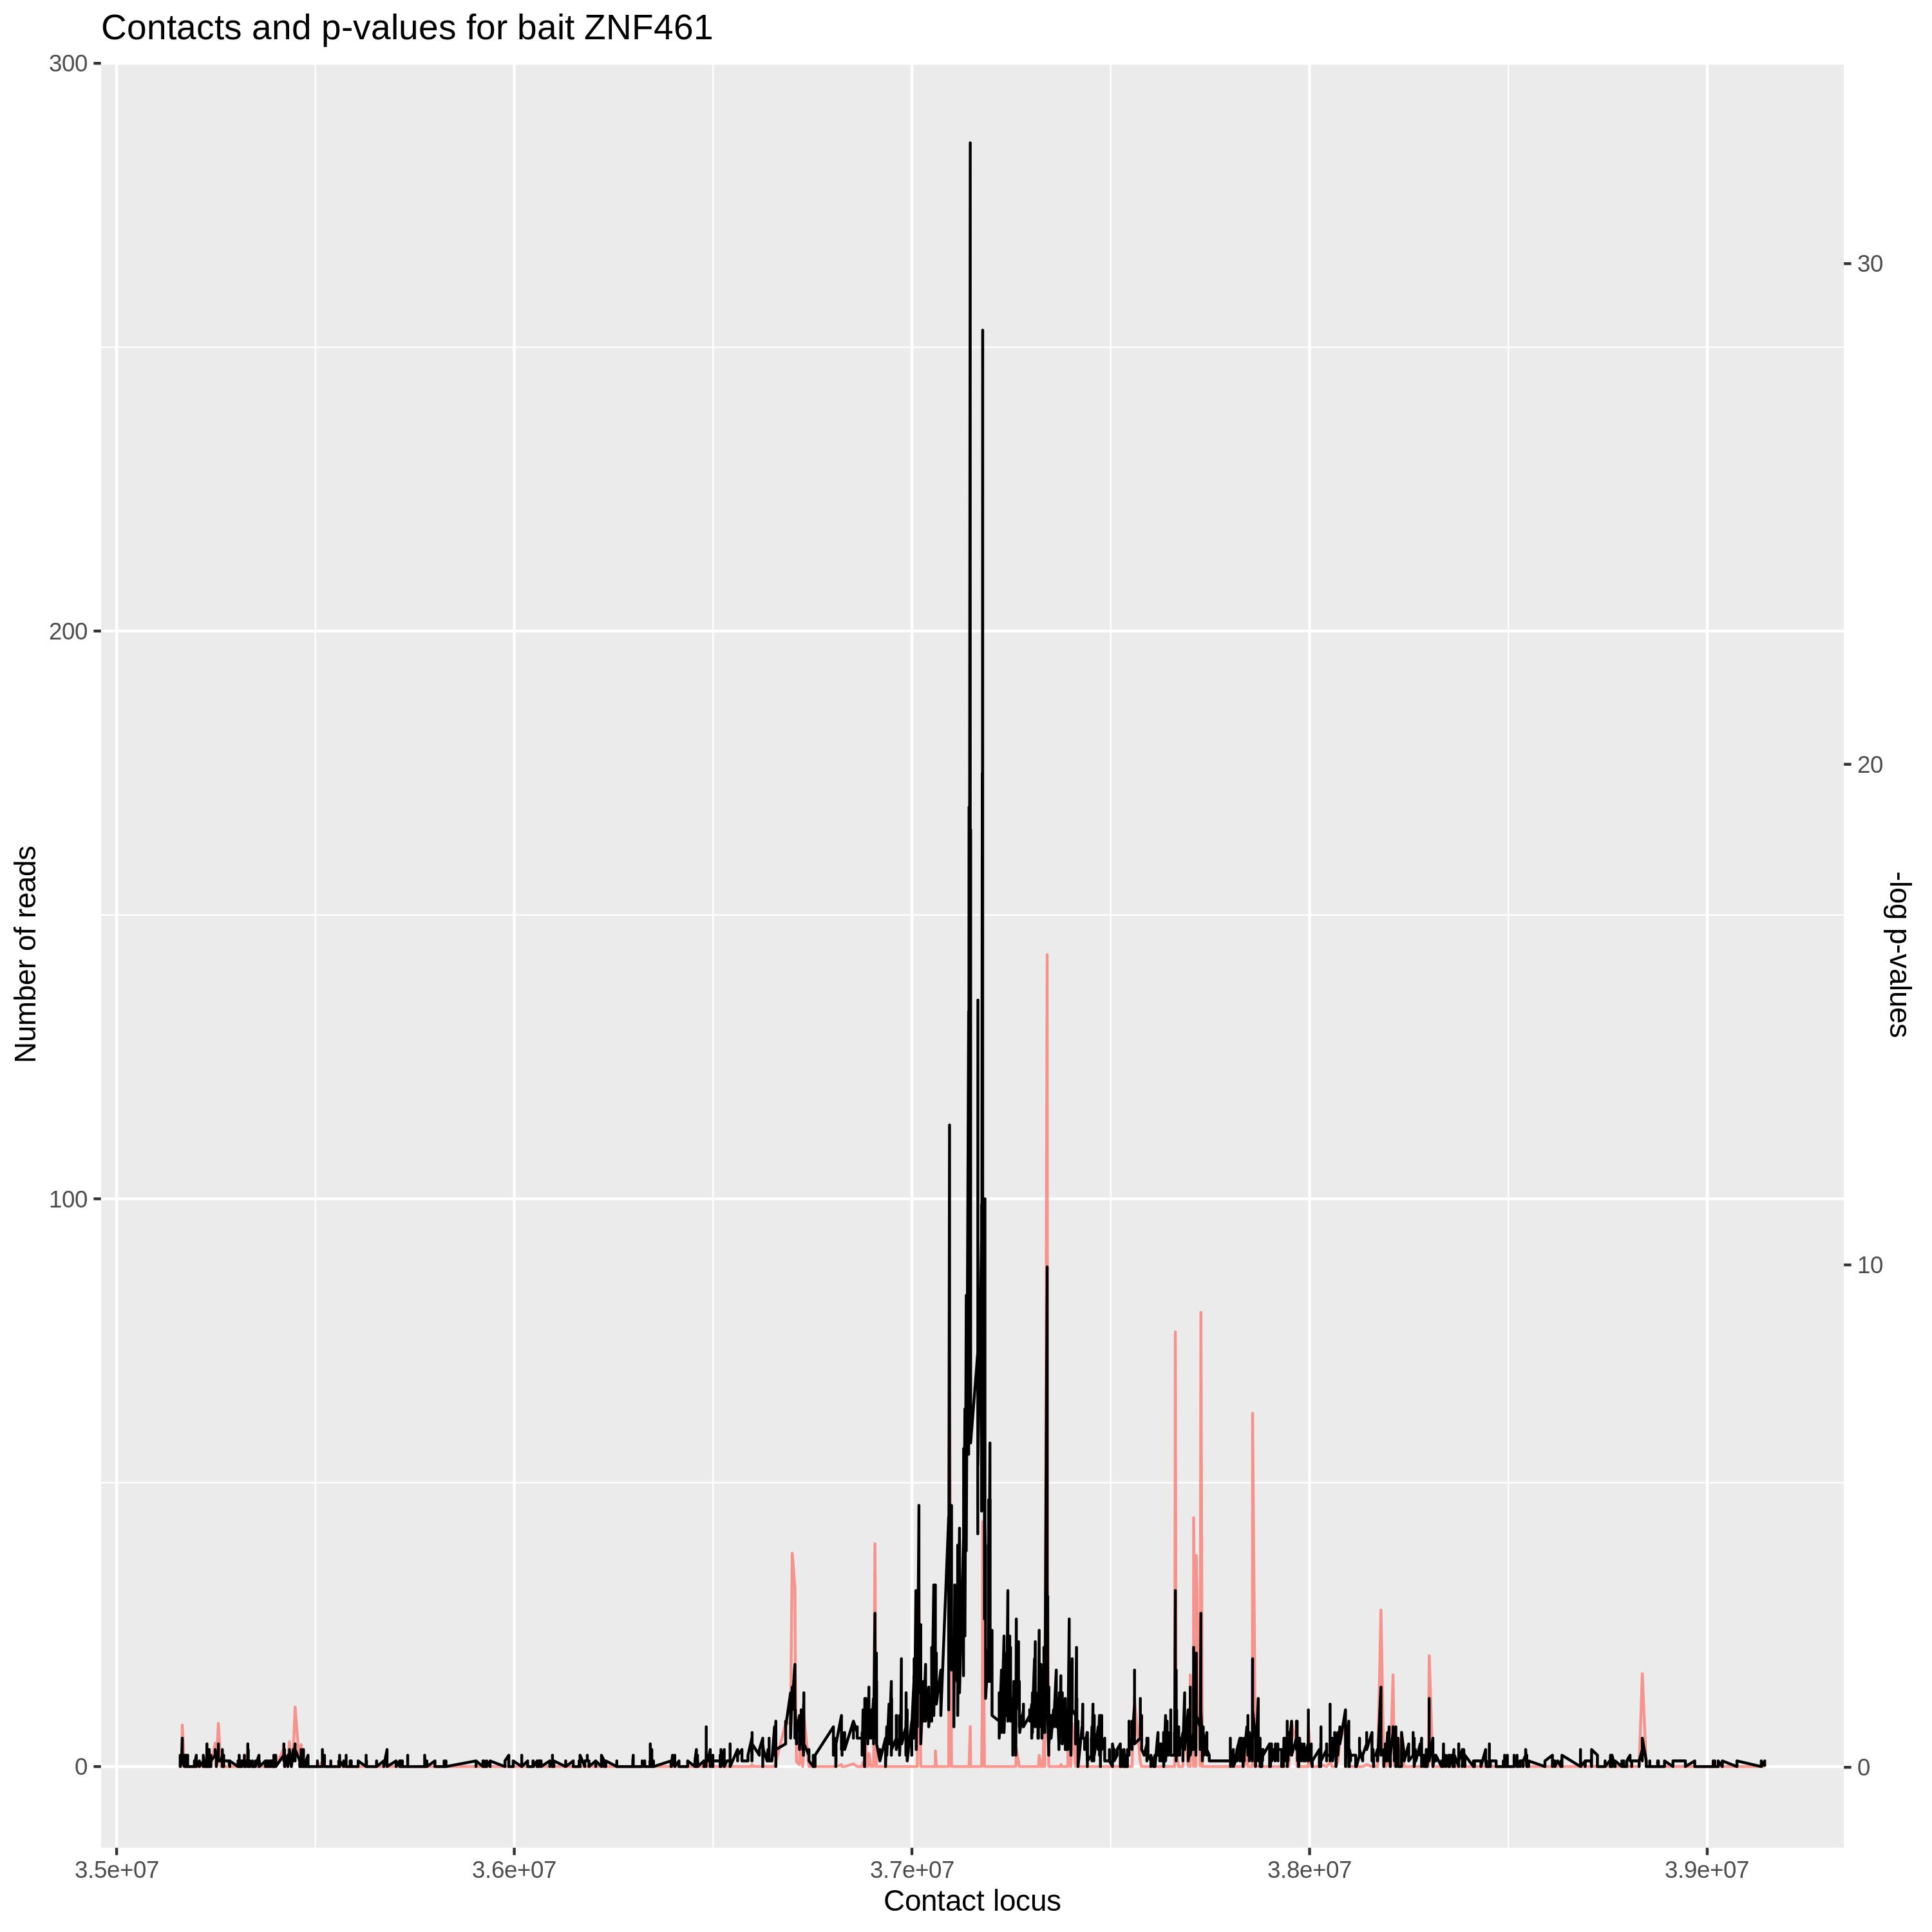 Contacts and p-values for bait ZNF461
300
200
100
0
Number of reads
30
20
10
0
-log p-values
3.5e+07
3.6e+07
3.7e+07
3.8e+07
3.9e+07
Contact locus